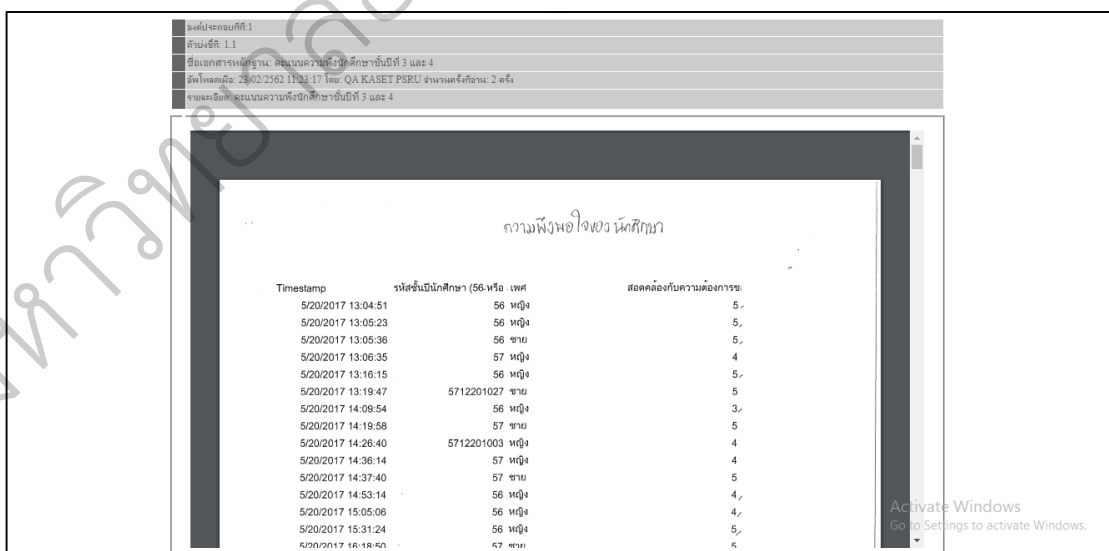 องค์ประกอบที่ที่:1
ตัวบ่งชี้ที่: 1.1
ชื่อเอกสารหลักฐาน: คะแนนความพึงนักศึกษาชั้นปีที่ 3 และ 4
อัพโหลดเมื่อ: 23/02/2562 11:23:17 โดย: QA KASET PSRU จำนวนครั้งที่อ่าน: 2 ครั้ง
รายละเอียด: คะแนนความพึงนักศึกษาชั้นปีที่ 3 และ 4
ความพึงพอใจของ นักศึกษา
Timestamp รหัสชั้นปีนักศึกษา (56-หรือ เพศ สอดคล้องกับความต้องการข
5/20/2017 13:04:51 56 หญิง 5
5/20/2017 13:05:23 56 หญิง 5
5/20/2017 13:05:36 56 ชาย 5
5/20/2017 13:06:35 57 หญิง 4
5/20/2017 13:16:15 56 หญิง 5
5/20/2017 13:19:47 5712201027 ชาย 5
5/20/2017 14:09:54 56 หญิง 3
5/20/2017 14:19:58 57 ชาย 5
5/20/2017 14:26:40 5712201003 หญิง 4
5/20/2017 14:36:14 57 หญิง 4
5/20/2017 14:37:40 57 ชาย 5
5/20/2017 14:53:14 56 หญิง 4
5/20/2017 15:05:06 56 หญิง 4
5/20/2017 15:31:24 56 หญิง 5
5/20/2017 16:18:50 57 ชาย 5
Activate Windows
Go to Settings to activate Windows.